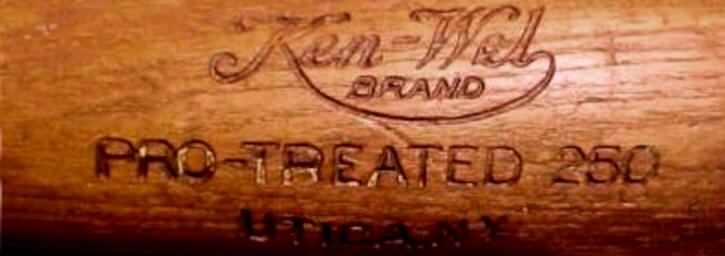 Ken-Wel
BRAND
PRO-TREATED 250
UTICA.N.Y